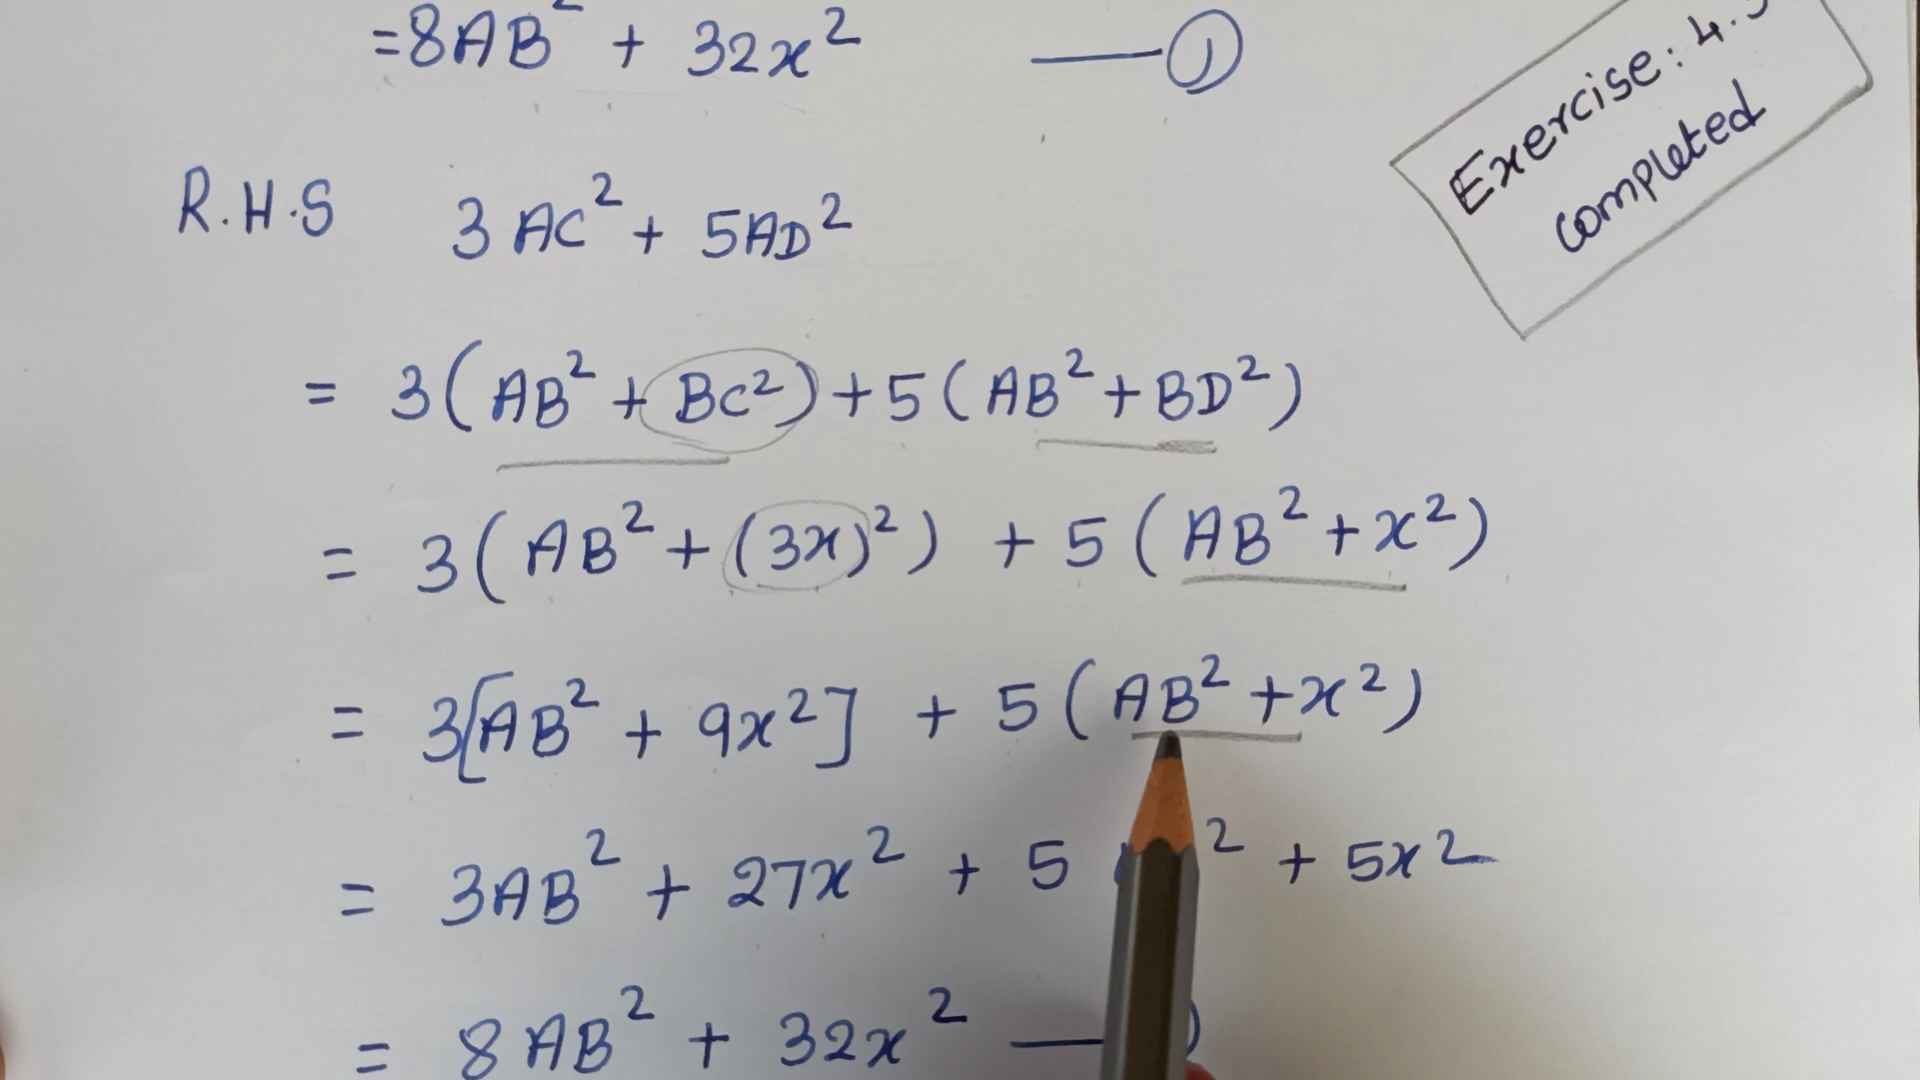 =8AB² + 32x² —— ①
Exercise: 4.
completed
R.H.S 3AC² + 5AD²
= 3(AB² + BC²) + 5(AB² + BD²)
= 3(AB² + (3x)²) + 5(AB² + x²)
= 3[AB² + 9x²] + 5(AB² + x²)
= 3AB² + 27x² + 5 ² + 5x²
= 8AB² + 32x² ——